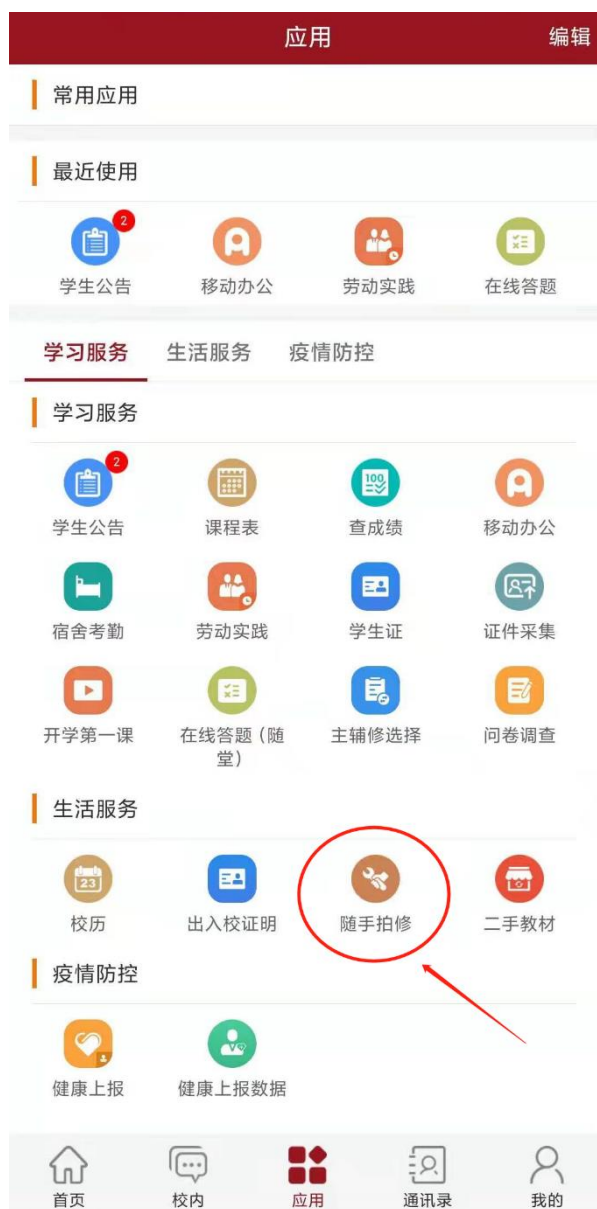 应用 编辑
常用应用
最近使用
2
学生公告 移动办公 劳动实践 在线答题
学习服务 生活服务 疫情防控
学习服务
2 100
学生公告 课程表 查成绩 移动办公
宿舍考勤 劳动实践 学生证 证件采集
开学第一课 在线答题（随 主辅修选择 问卷调查
堂）
生活服务
23
校历 出入校证明 随手拍修 二手教材
疫情防控
健康上报 健康上报数据
首页 校内 应用 通讯录 我的